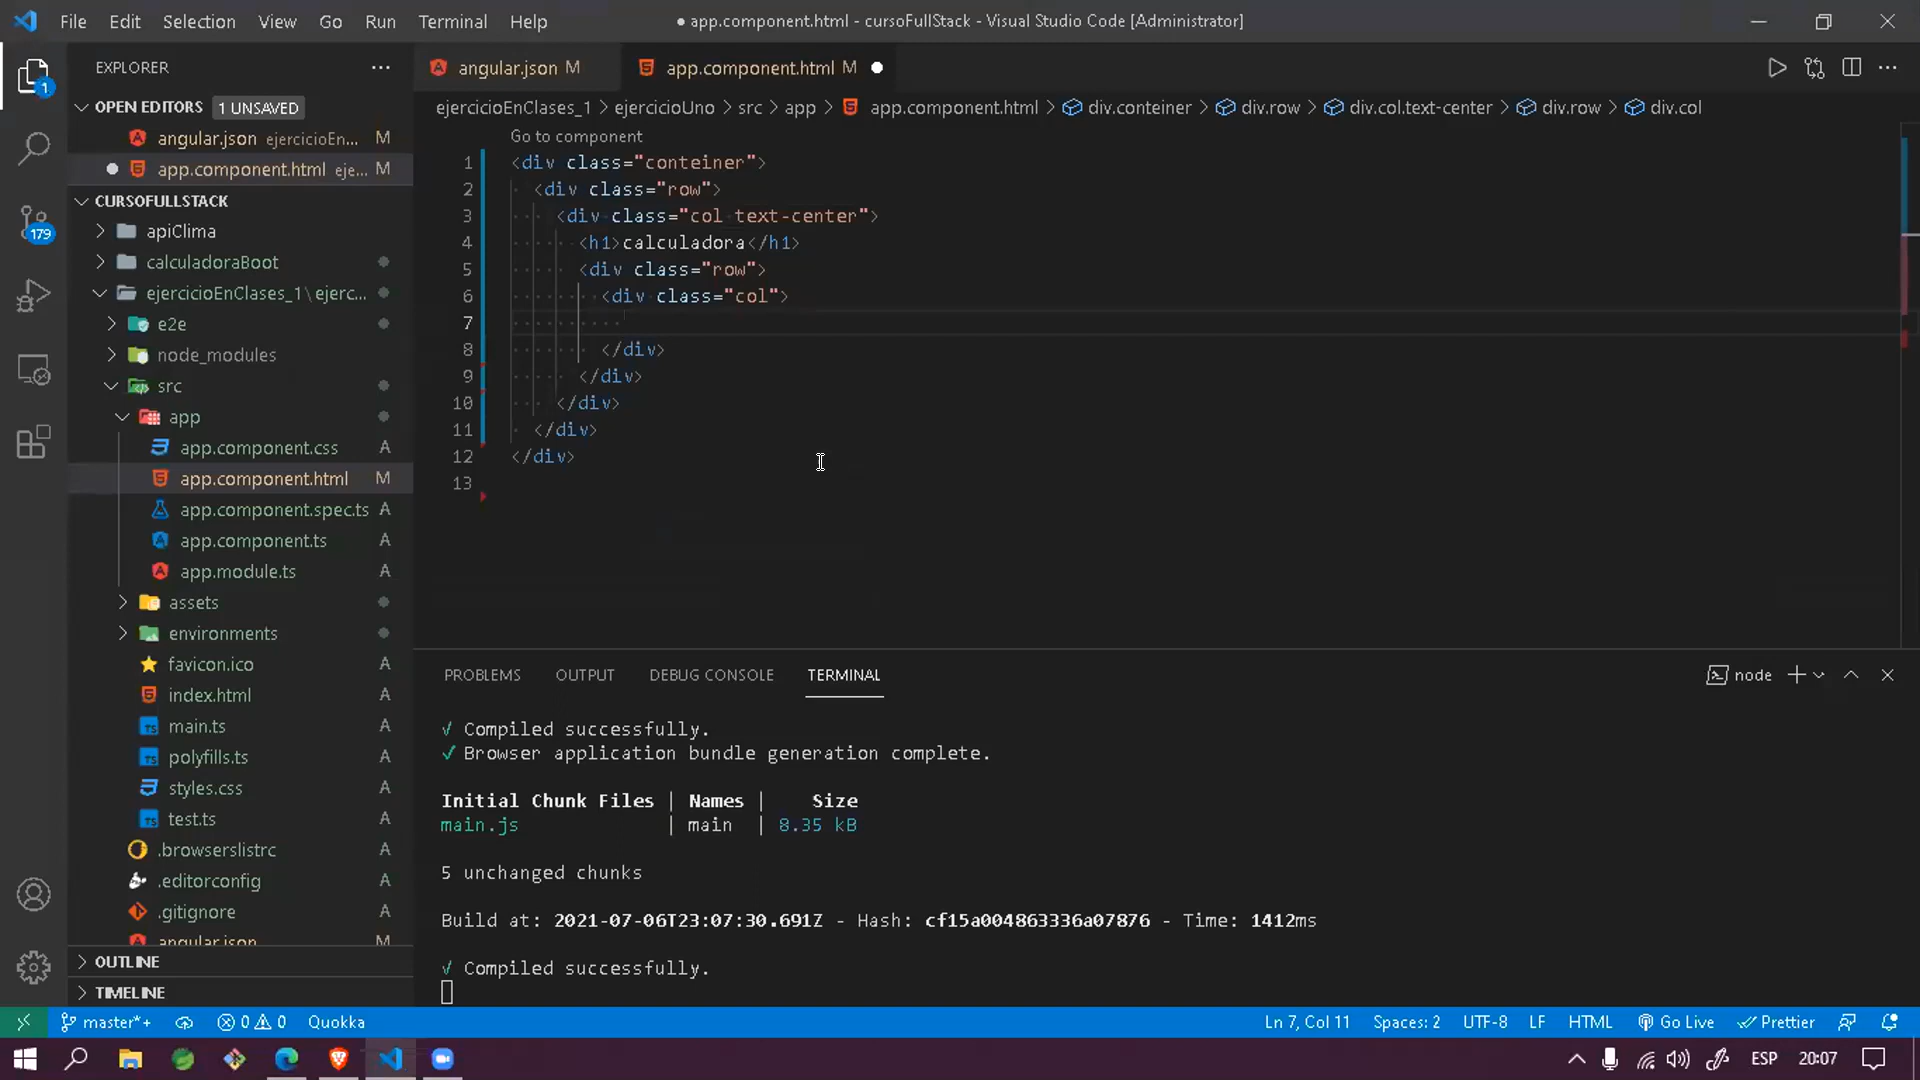 File Edit Selection View Go Run Terminal Help
● app.component.html - cursoFullStack - Visual Studio Code [Administrator]
EXPLORER
angular.json M
app.component.html M
OPEN EDITORS 1 UNSAVED
angular.json ejercicioEn... M
app.component.html eje... M
CURSOFULLSTACK
apiClima
calculadoraBoot
ejercicioEnClases_1 \ ejerc...
e2e
node_modules
src
app
app.component.css A
app.component.html M
app.component.spec.ts A
app.component.ts A
app.module.ts A
assets
environments
favicon.ico A
index.html A
main.ts A
polyfills.ts A
styles.css A
test.ts A
.browserslistrc A
.editorconfig A
.gitignore A
angular.json M
OUTLINE
TIMELINE
ejercicioEnClases_1 > ejercicioUno > src > app > app.component.html > div.conteiner > div.row > div.col.text-center > div.row > div.col
Go to component
1 <div class="conteiner">
2 <div class="row">
3 <div class="col text-center">
4 <h1>calculadora</h1>
5 <div class="row">
6 <div class="col">
7
8 </div>
9 </div>
10 </div>
11 </div>
12 </div>
13
PROBLEMS OUTPUT DEBUG CONSOLE TERMINAL
node
√ Compiled successfully.
✓ Browser application bundle generation complete.
Initial Chunk Files | Names | Size
main.js | main | 8.35 kB
5 unchanged chunks
Build at: 2021-07-06T23:07:30.691Z - Hash: cf15a004863336a07876 - Time: 1412ms
√ Compiled successfully.
1
179
master*+ 0 0 Quokka
Ln 7, Col 11 Spaces: 2 UTF-8 LF HTML Go Live Prettier
ESP 20:07